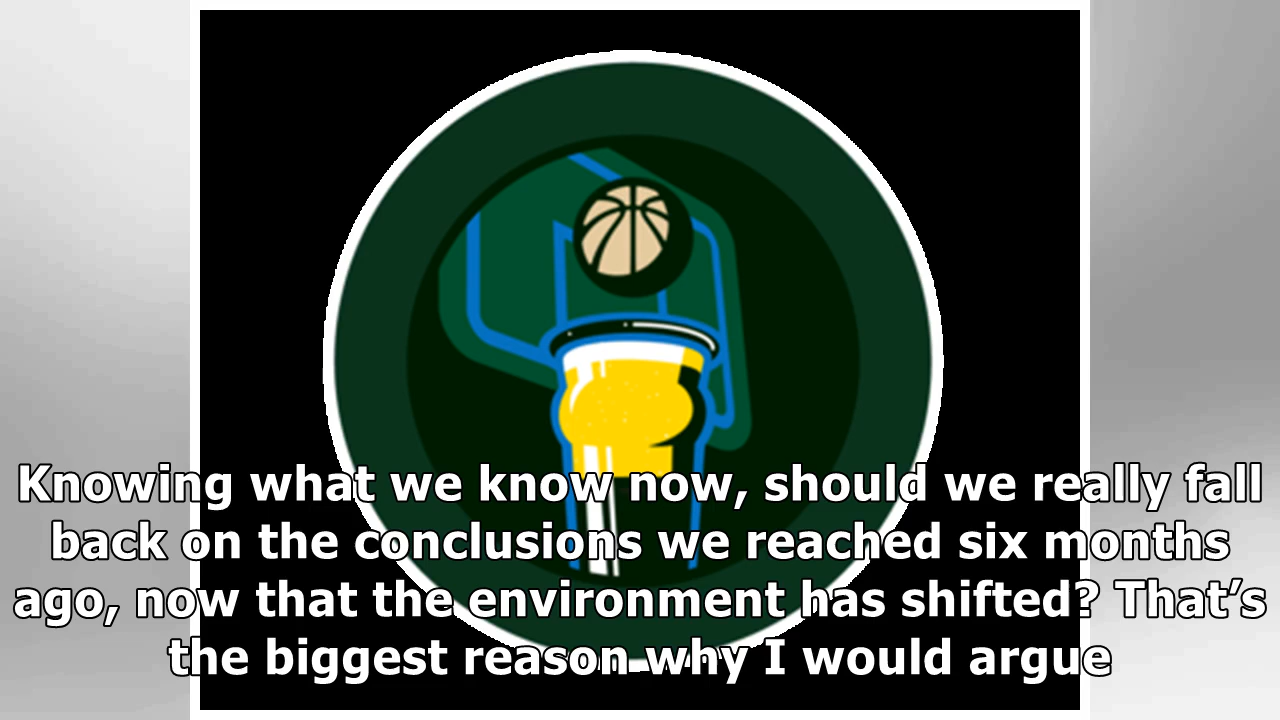 Knowing what we know now, should we really fall
back on the conclusions we reached six months
ago, now that the environment has shifted? That’s
the biggest reason why I would argue